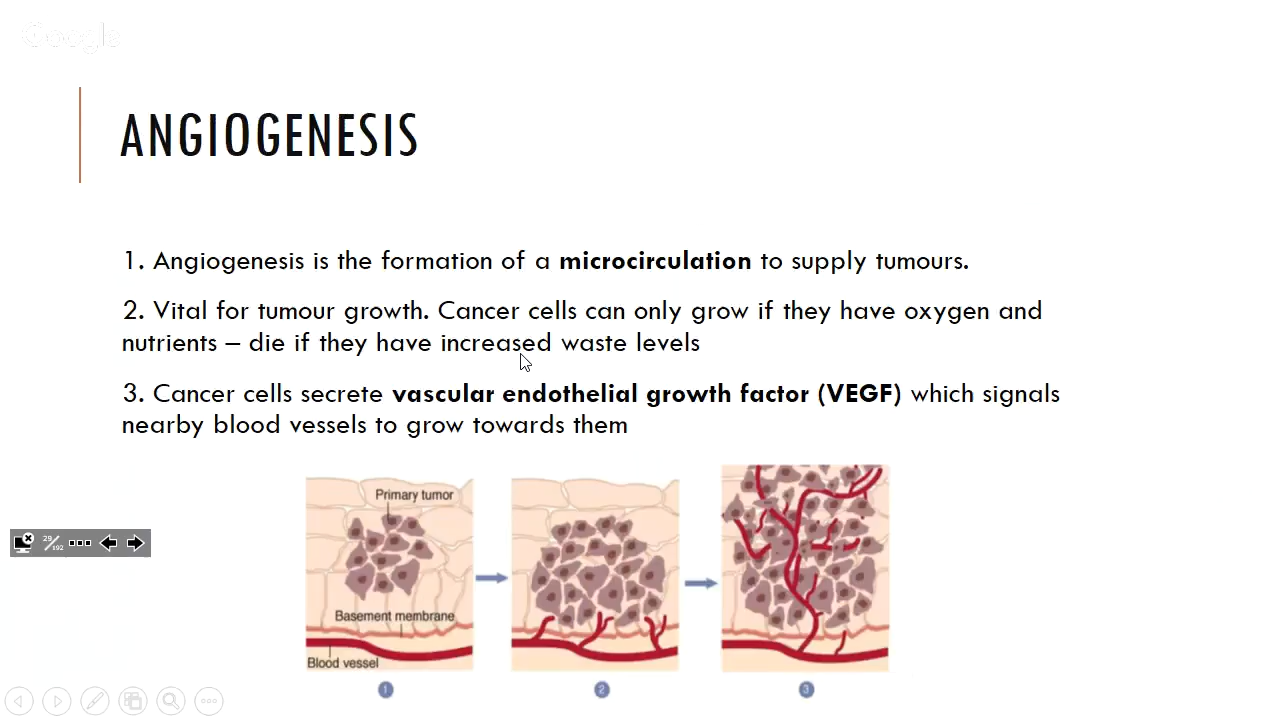 Google
ANGIOGENESIS
1. Angiogenesis is the formation of a microcirculation to supply tumours.
2. Vital for tumour growth. Cancer cells can only grow if they have oxygen and
nutrients – die if they have increased waste levels
3. Cancer cells secrete vascular endothelial growth factor (VEGF) which signals
nearby blood vessels to grow towards them
Primary tumor
Basement membrane
Blood vessel
1
2
3
29/192